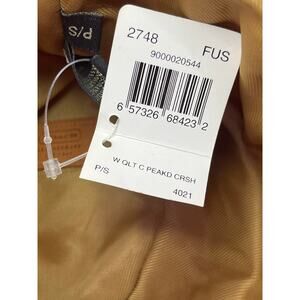 P/S
2748 FUS
9000020544
6 57326 68423 2
W QLT C PEAKD CRSH
P/S 4021